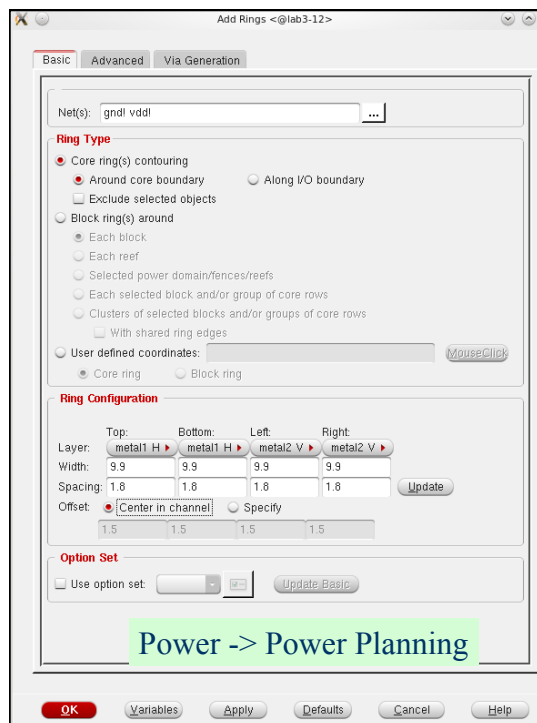 Add Rings <@lab3-12>
Basic Advanced Via Generation
Net(s): gnd! vdd! ...
Ring Type
Core ring(s) contouring
Around core boundary Along I/O boundary
Exclude selected objects
Block ring(s) around
Each block
Each reef
Selected power domain/fences/reefs
Each selected block and/or group of core rows
Clusters of selected blocks and/or groups of core rows
With shared ring edges
User defined coordinates: MouseClick
Core ring Block ring
Ring Configuration
Top: Bottom: Left: Right:
Layer: metal1 H metal1 H metal2 V metal2 V
Width: 9.9 9.9 9.9 9.9
Spacing: 1.8 1.8 1.8 1.8 Update
Offset: Center in channel Specify
1.5 1.5 1.5 1.5
Option Set
Use option set: Update Basic
Power -> Power Planning
OK Variables Apply Defaults Cancel Help